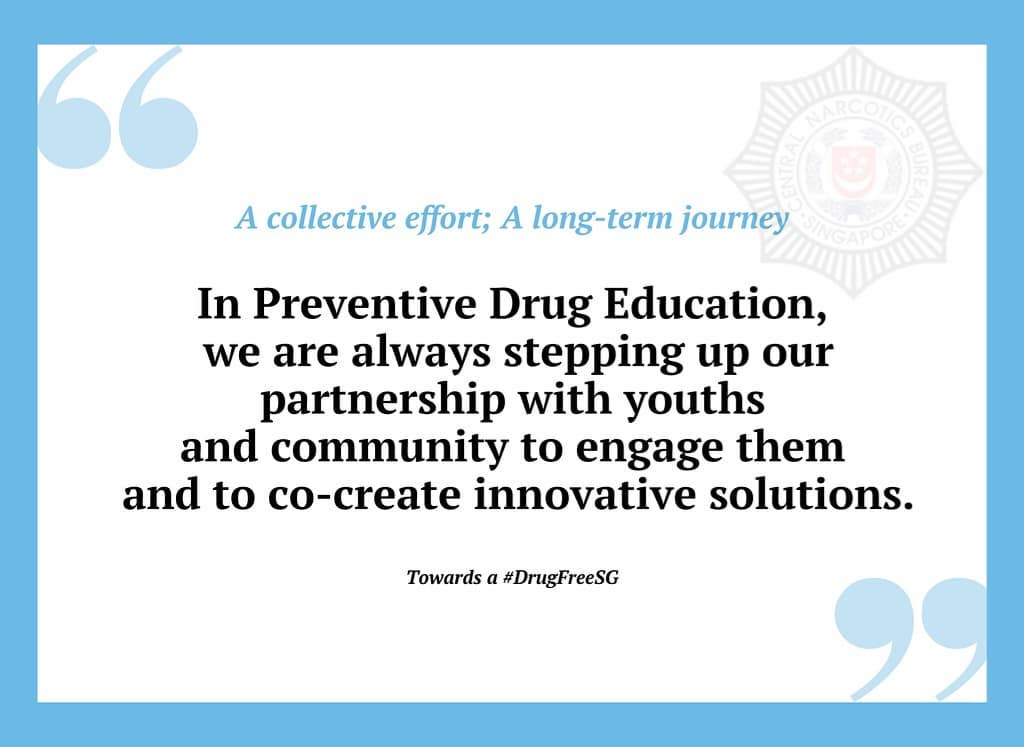 CENTRAL NARCOTICS BUREAU
SINGAPORE
A collective effort; A long-term journey
In Preventive Drug Education,
we are always stepping up our
partnership with youths
and community to engage them
and to co-create innovative solutions.
Towards a #DrugFreeSG